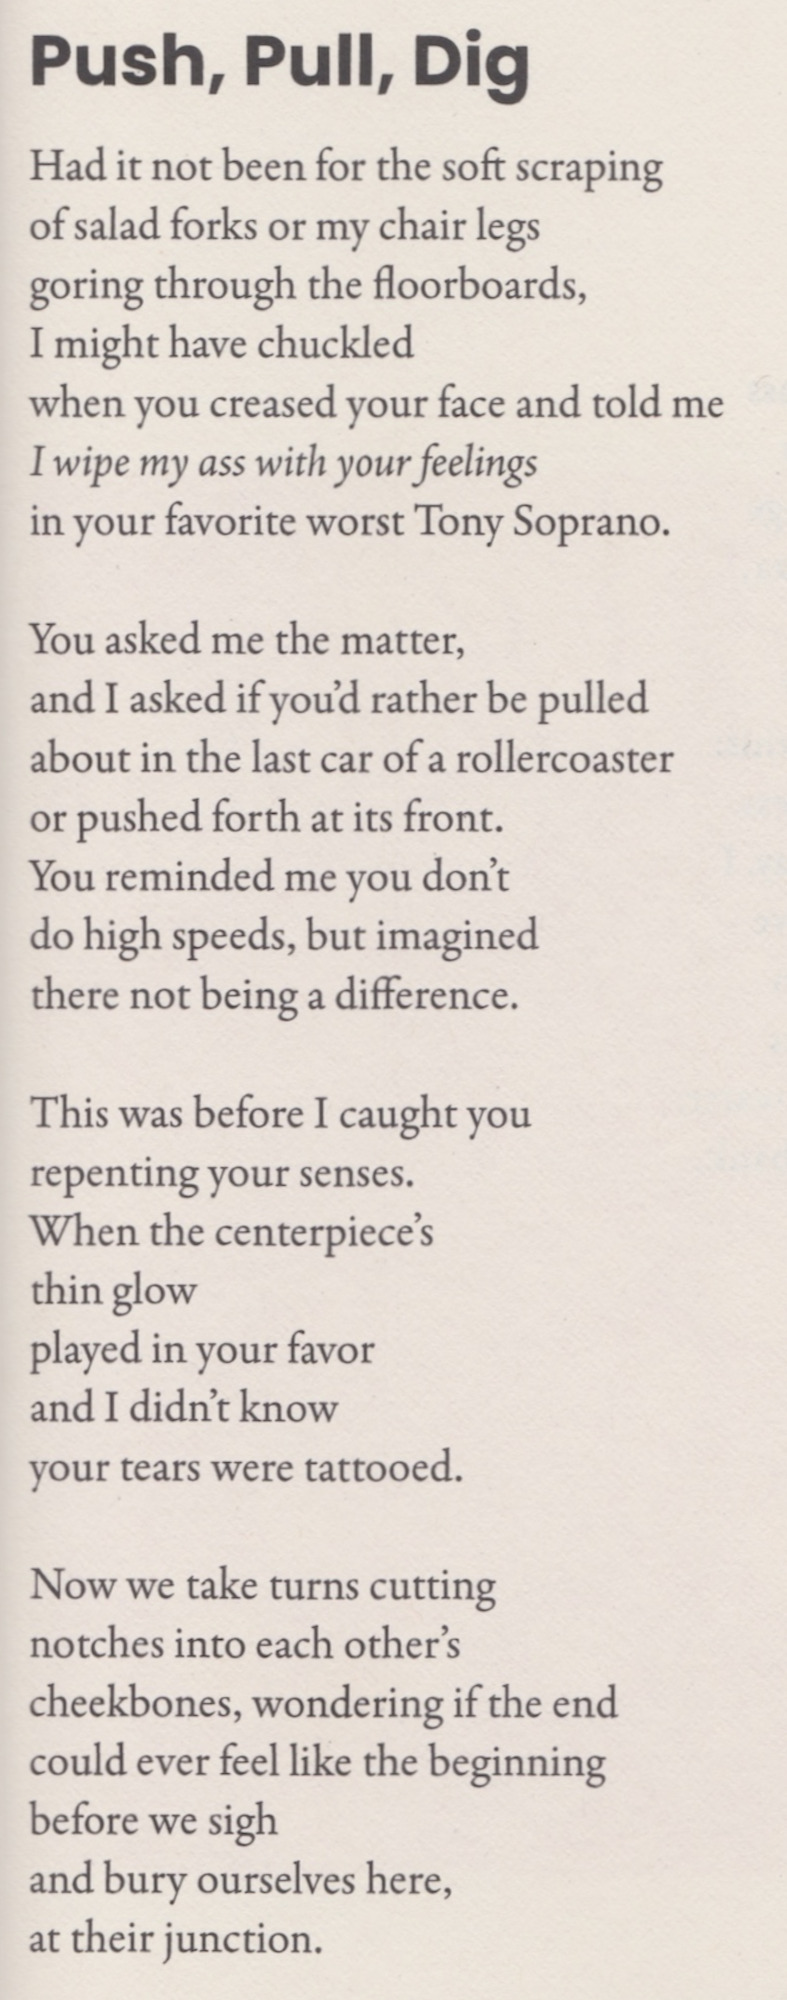 Push, Pull, Dig
Had it not been for the soft scraping
of salad forks or my chair legs
goring through the floorboards,
I might have chuckled
when you creased your face and told me
I wipe my ass with your feelings
in your favorite worst Tony Soprano.
You asked me the matter,
and I asked if you’d rather be pulled
about in the last car of a rollercoaster
or pushed forth at its front.
You reminded me you don’t
do high speeds, but imagined
there not being a difference.
This was before I caught you
repenting your senses.
When the centerpiece’s
thin glow
played in your favor
and I didn’t know
your tears were tattooed.
Now we take turns cutting
notches into each other’s
cheekbones, wondering if the end
could ever feel like the beginning
before we sigh
and bury ourselves here,
at their junction.